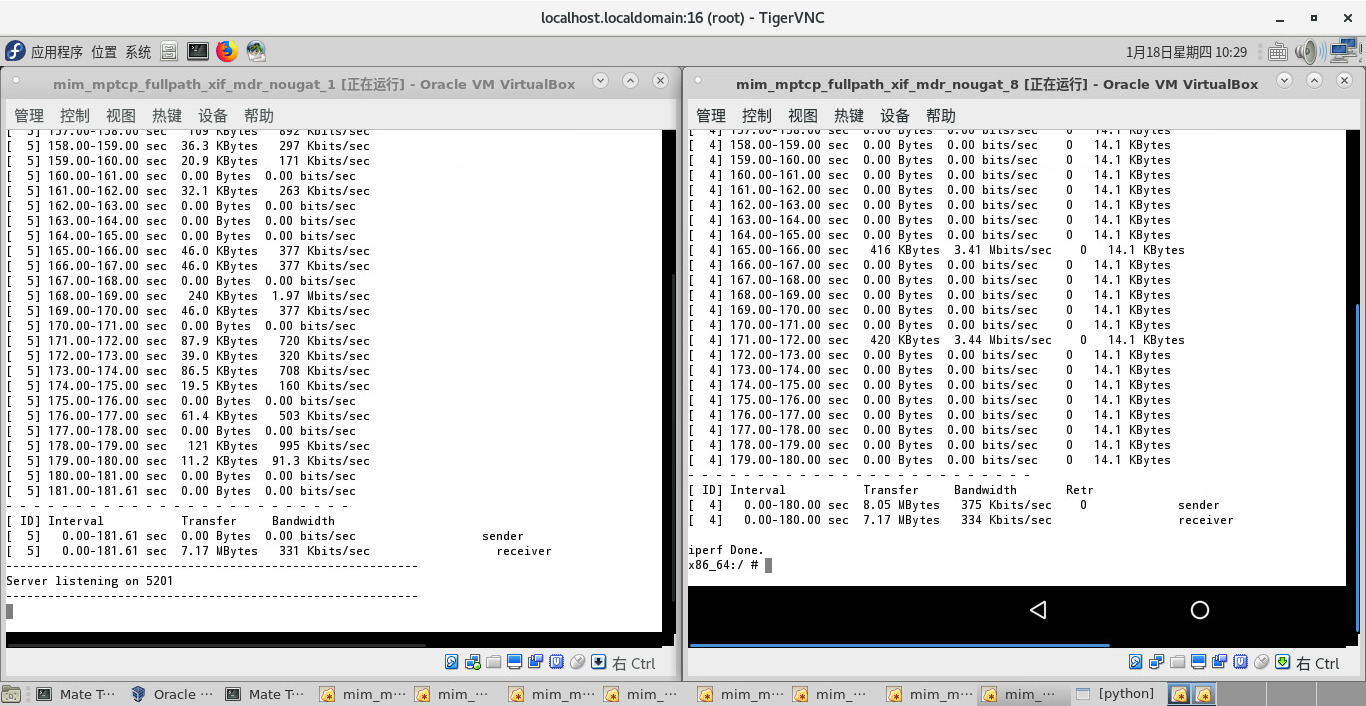 localhost.localdomain:16 (root) - TigerVNC
应用程序 位置 系统
1月18日星期四 10:29
mim_mptcp_fullpath_xif_mdr_nougat_1 [正在运行] - Oracle VM VirtualBox
管理 控制 视图 热键 设备 帮助
[  5] 157.00-158.00 sec   109 KBytes   892 Kbits/sec
[  5] 158.00-159.00 sec  36.3 KBytes   297 Kbits/sec
[  5] 159.00-160.00 sec  20.9 KBytes   171 Kbits/sec
[  5] 160.00-161.00 sec  0.00 Bytes  0.00 bits/sec
[  5] 161.00-162.00 sec  32.1 KBytes   263 Kbits/sec
[  5] 162.00-163.00 sec  0.00 Bytes  0.00 bits/sec
[  5] 163.00-164.00 sec  0.00 Bytes  0.00 bits/sec
[  5] 164.00-165.00 sec  0.00 Bytes  0.00 bits/sec
[  5] 165.00-166.00 sec  46.0 KBytes   377 Kbits/sec
[  5] 166.00-167.00 sec  46.0 KBytes   377 Kbits/sec
[  5] 167.00-168.00 sec  0.00 Bytes  0.00 bits/sec
[  5] 168.00-169.00 sec   240 KBytes  1.97 Mbits/sec
[  5] 169.00-170.00 sec  46.0 KBytes   377 Kbits/sec
[  5] 170.00-171.00 sec  0.00 Bytes  0.00 bits/sec
[  5] 171.00-172.00 sec  87.9 KBytes   720 Kbits/sec
[  5] 172.00-173.00 sec  39.0 KBytes   320 Kbits/sec
[  5] 173.00-174.00 sec  86.5 KBytes   708 Kbits/sec
[  5] 174.00-175.00 sec  19.5 KBytes   160 Kbits/sec
[  5] 175.00-176.00 sec  0.00 Bytes  0.00 bits/sec
[  5] 176.00-177.00 sec  61.4 KBytes   503 Kbits/sec
[  5] 177.00-178.00 sec  0.00 Bytes  0.00 bits/sec
[  5] 178.00-179.00 sec   121 KBytes   995 Kbits/sec
[  5] 179.00-180.00 sec  11.2 KBytes  91.3 Kbits/sec
[  5] 180.00-181.00 sec  0.00 Bytes  0.00 bits/sec
[  5] 181.00-181.61 sec  0.00 Bytes  0.00 bits/sec
- - - - - - - - - - - - - - - - - - - - - - - - -
[ ID] Interval           Transfer     Bandwidth
[  5]   0.00-181.61 sec  0.00 Bytes  0.00 bits/sec                  sender
[  5]   0.00-181.61 sec  7.17 MBytes   331 Kbits/sec                  receiver
-----------------------------------------------------------
Server listening on 5201
-----------------------------------------------------------
右 Ctrl
mim_mptcp_fullpath_xif_mdr_nougat_8 [正在运行] - Oracle VM VirtualBox
管理 控制 视图 热键 设备 帮助
[  4] 157.00-158.00 sec  0.00 Bytes  0.00 bits/sec    0   14.1 KBytes
[  4] 158.00-159.00 sec  0.00 Bytes  0.00 bits/sec    0   14.1 KBytes
[  4] 159.00-160.00 sec  0.00 Bytes  0.00 bits/sec    0   14.1 KBytes
[  4] 160.00-161.00 sec  0.00 Bytes  0.00 bits/sec    0   14.1 KBytes
[  4] 161.00-162.00 sec  0.00 Bytes  0.00 bits/sec    0   14.1 KBytes
[  4] 162.00-163.00 sec  0.00 Bytes  0.00 bits/sec    0   14.1 KBytes
[  4] 163.00-164.00 sec  0.00 Bytes  0.00 bits/sec    0   14.1 KBytes
[  4] 164.00-165.00 sec  0.00 Bytes  0.00 bits/sec    0   14.1 KBytes
[  4] 165.00-166.00 sec   416 KBytes  3.41 Mbits/sec    0   14.1 KBytes
[  4] 166.00-167.00 sec  0.00 Bytes  0.00 bits/sec    0   14.1 KBytes
[  4] 167.00-168.00 sec  0.00 Bytes  0.00 bits/sec    0   14.1 KBytes
[  4] 168.00-169.00 sec  0.00 Bytes  0.00 bits/sec    0   14.1 KBytes
[  4] 169.00-170.00 sec  0.00 Bytes  0.00 bits/sec    0   14.1 KBytes
[  4] 170.00-171.00 sec  0.00 Bytes  0.00 bits/sec    0   14.1 KBytes
[  4] 171.00-172.00 sec   420 KBytes  3.44 Mbits/sec    0   14.1 KBytes
[  4] 172.00-173.00 sec  0.00 Bytes  0.00 bits/sec    0   14.1 KBytes
[  4] 173.00-174.00 sec  0.00 Bytes  0.00 bits/sec    0   14.1 KBytes
[  4] 174.00-175.00 sec  0.00 Bytes  0.00 bits/sec    0   14.1 KBytes
[  4] 175.00-176.00 sec  0.00 Bytes  0.00 bits/sec    0   14.1 KBytes
[  4] 176.00-177.00 sec  0.00 Bytes  0.00 bits/sec    0   14.1 KBytes
[  4] 177.00-178.00 sec  0.00 Bytes  0.00 bits/sec    0   14.1 KBytes
[  4] 178.00-179.00 sec  0.00 Bytes  0.00 bits/sec    0   14.1 KBytes
[  4] 179.00-180.00 sec  0.00 Bytes  0.00 bits/sec    0   14.1 KBytes
- - - - - - - - - - - - - - - - - - - - - - - - -
[ ID] Interval           Transfer     Bandwidth       Retr
[  4]   0.00-180.00 sec  8.05 MBytes   375 Kbits/sec    0             sender
[  4]   0.00-180.00 sec  7.17 MBytes   334 Kbits/sec                  receiver
iperf Done.
x86_64:/ #
右 Ctrl
Mate T··· Oracle ··· Mate T··· mim_m··· mim_··· mim_m··· mim_··· mim_m··· mim_··· mim_m··· mim_··· [python]